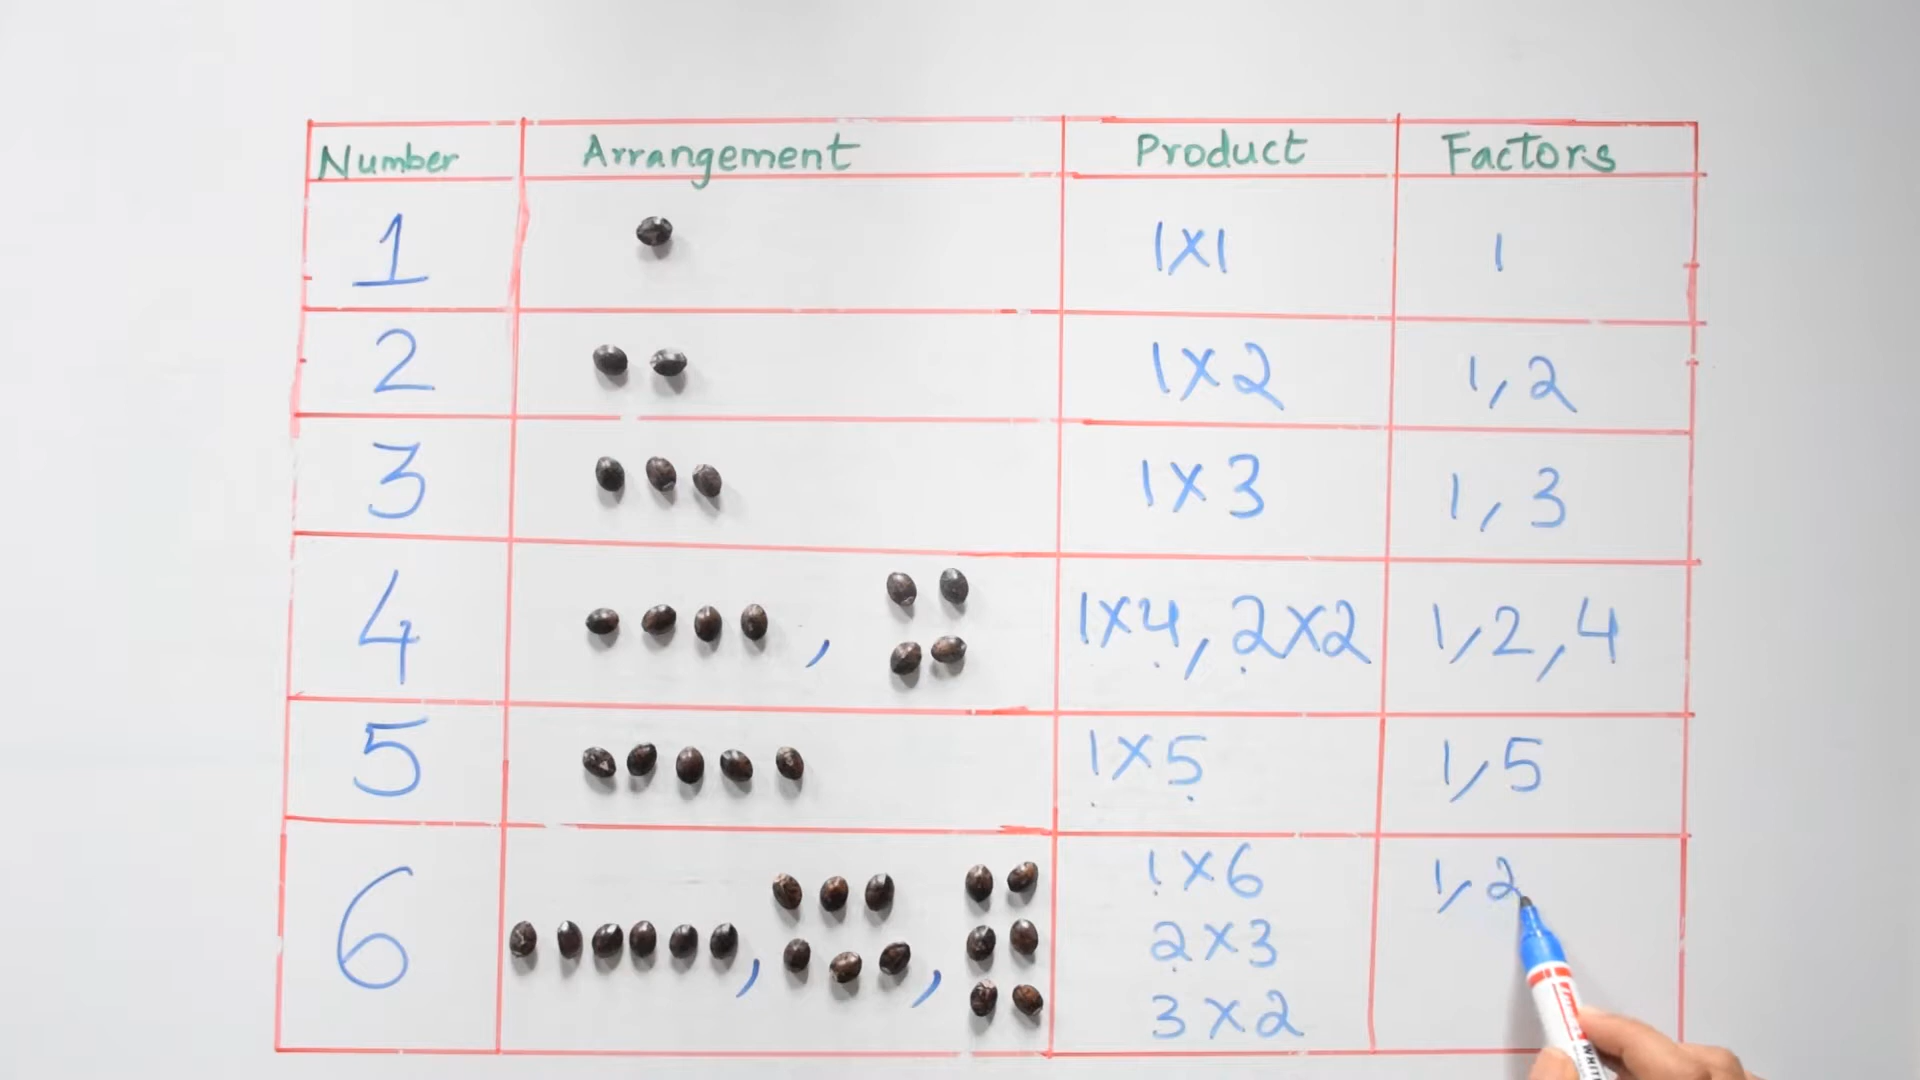 Number Arrangement Product Factors
1 1X1 1
2 1X2 1,2
3 1X3 1,3
4 , 1X4, 2X2 1,2,4
5 1X5 1,5
6 , , 1X6 1,2
2X3
3X2